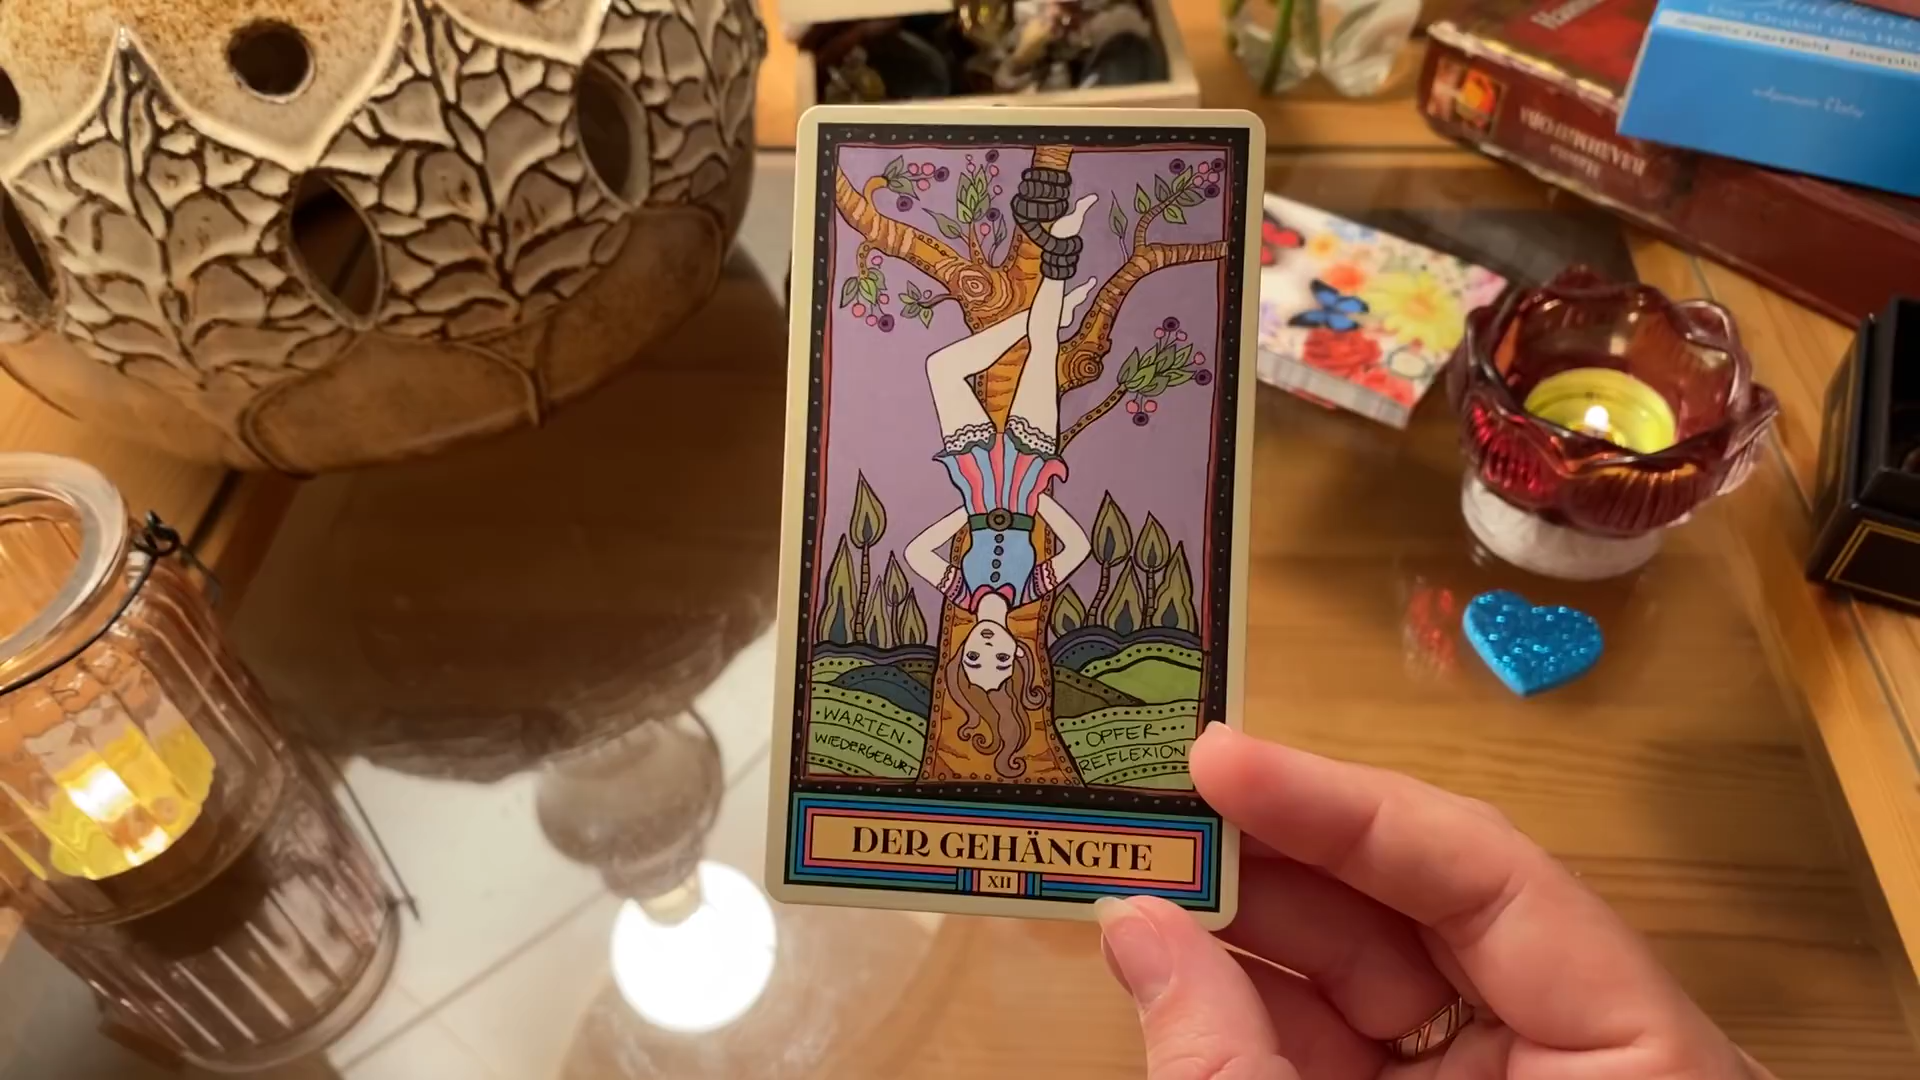 WARTEN
WIEDERGEBURT
OPFER
REFLEXION
DER GEHÄNGTE
XII